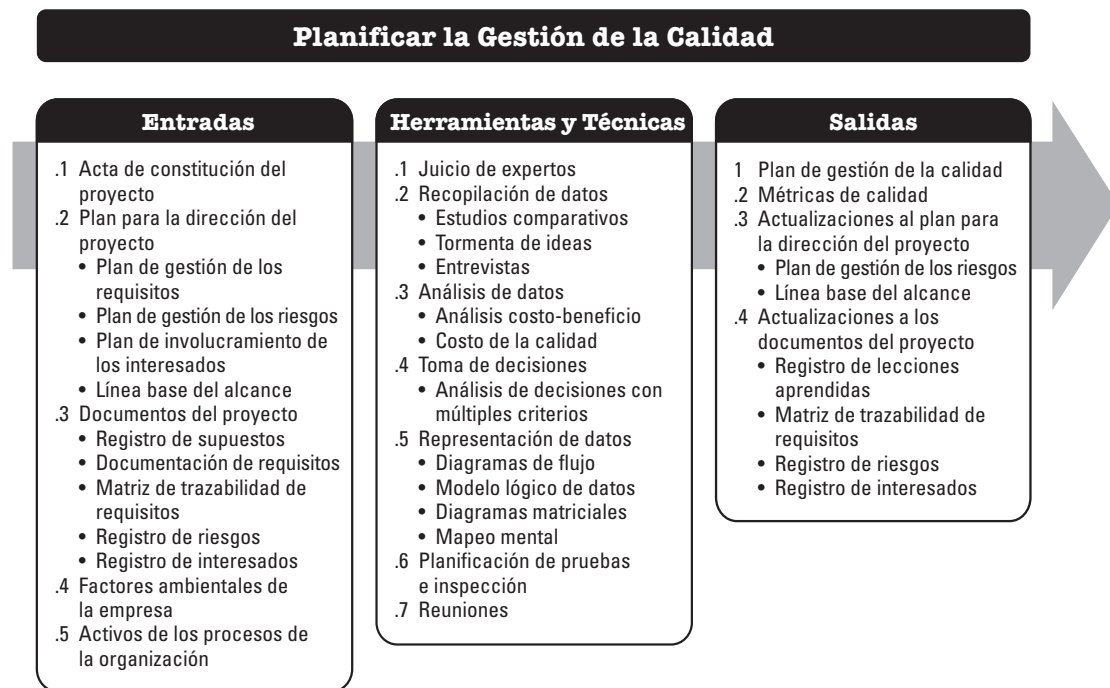 Planificar la Gestión de la Calidad
Entradas
.1 Acta de constitución del
proyecto
.2 Plan para la dirección del
proyecto
• Plan de gestión de los
requisitos
• Plan de gestión de los riesgos
• Plan de involucramiento de
los interesados
• Línea base del alcance
.3 Documentos del proyecto
• Registro de supuestos
• Documentación de requisitos
• Matriz de trazabilidad de
requisitos
• Registro de riesgos
• Registro de interesados
.4 Factores ambientales de
la empresa
.5 Activos de los procesos de
la organización
Herramientas y Técnicas
.1 Juicio de expertos
.2 Recopilación de datos
• Estudios comparativos
• Tormenta de ideas
• Entrevistas
.3 Análisis de datos
• Análisis costo-beneficio
• Costo de la calidad
.4 Toma de decisiones
• Análisis de decisiones con
múltiples criterios
.5 Representación de datos
• Diagramas de flujo
• Modelo lógico de datos
• Diagramas matriciales
• Mapeo mental
.6 Planificación de pruebas
e inspección
.7 Reuniones
Salidas
1 Plan de gestión de la calidad
.2 Métricas de calidad
.3 Actualizaciones al plan para
la dirección del proyecto
• Plan de gestión de los riesgos
• Línea base del alcance
.4 Actualizaciones a los
documentos del proyecto
• Registro de lecciones
aprendidas
• Matriz de trazabilidad de
requisitos
• Registro de riesgos
• Registro de interesados